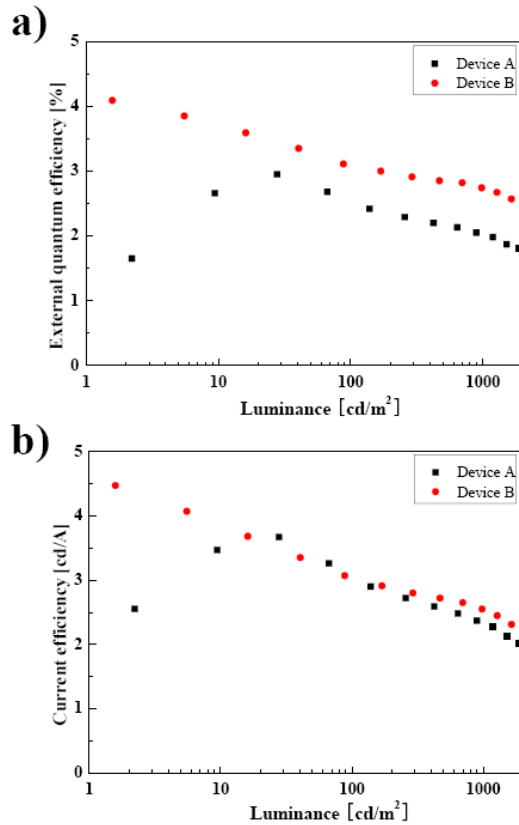 a)
5
4
3
2
1
0
External quantum efficiency [%]
Device A
Device B
1
10
100
1000
Luminance [cd/m²]
b)
5
4
3
2
1
0
Current efficiency [cd/A]
Device A
Device B
1
10
100
1000
Luminance [cd/m²]